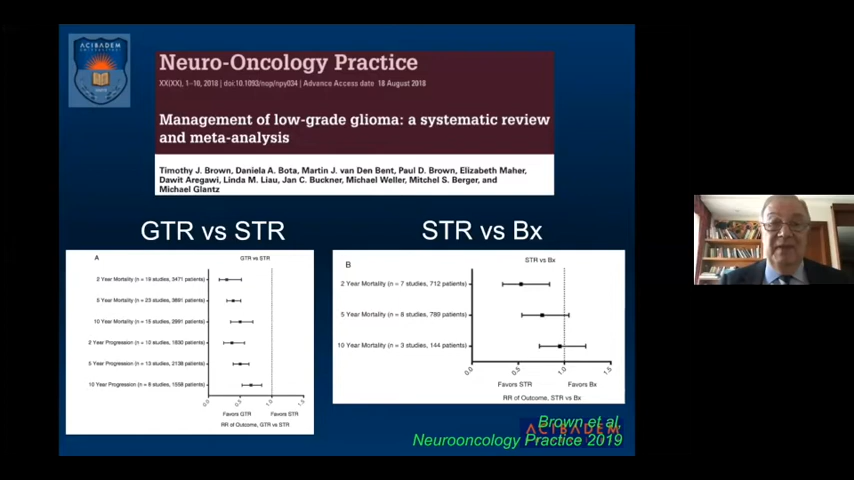 ACIBADEM
Neuro-Oncology Practice
XX(XX), 1–10, 2018 | doi:10.1093/nop/npy034 | Advance Access date 18 August 2018
Management of low-grade glioma: a systematic review
and meta-analysis
Timothy J. Brown, Daniela A. Bota, Martin J. van Den Bent, Paul D. Brown, Elizabeth Maher,
Dawit Aregawi, Linda M. Liau, Jan C. Buckner, Michael Weller, Mitchel S. Berger, and
Michael Glantz
GTR vs STR
A
GTR vs STR
2 Year Mortality (n = 19 studies, 3471 patients)
5 Year Mortality (n = 23 studies, 3691 patients)
10 Year Mortality (n = 15 studies, 2991 patients)
2 Year Progression (n = 10 studies, 1830 patients)
5 Year Progression (n = 13 studies, 2139 patients)
10 Year Progression (n = 8 studies, 1558 patients)
0.0
0.5
1.0
1.5
Favors GTR
Favors STR
RR of Outcome, GTR vs STR
STR vs Bx
B
STR vs Bx
2 Year Mortality (n = 7 studies, 712 patients)
5 Year Mortality (n = 8 studies, 789 patients)
10 Year Mortality (n = 3 studies, 144 patients)
0.0
0.5
1.0
1.5
Favors STR
Favors Bx
RR of Outcome, STR vs Bx
Brown et al,
ACIBADEM
Neurooncology Practice 2019